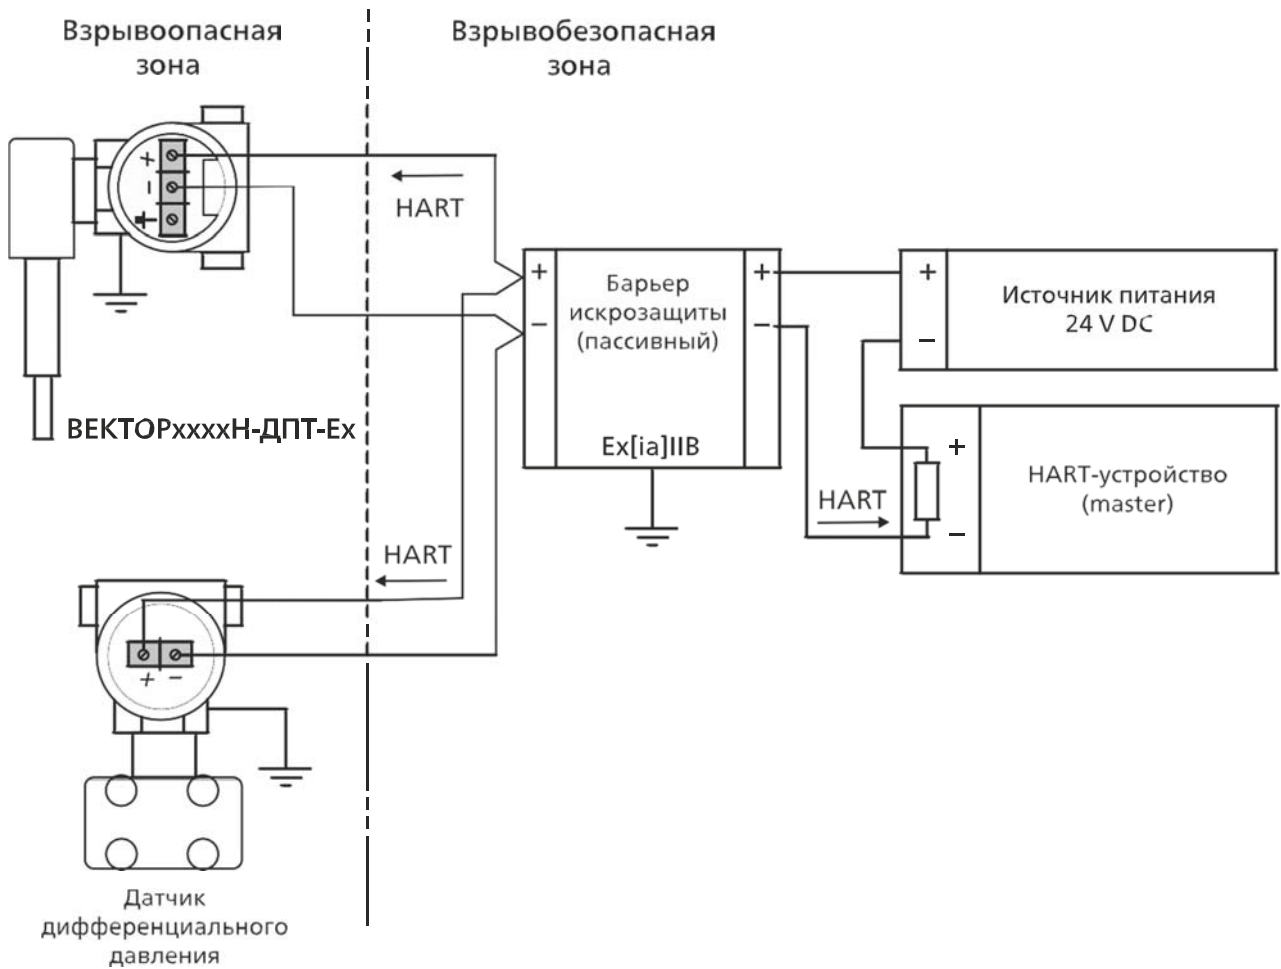 Взрывоопасная
зона
Взрывобезопасная
зона
+
−
HART
ВЕКТОРxxxxН-ДПТ-Ex
+
−
Барьер
искрозащиты
(пассивный)
Ex[ia]IIB
+
−
+
−
Источник питания
24 V DC
HART
+
−
HART-устройство
(master)
HART
+ −
Датчик
дифференциального
давления